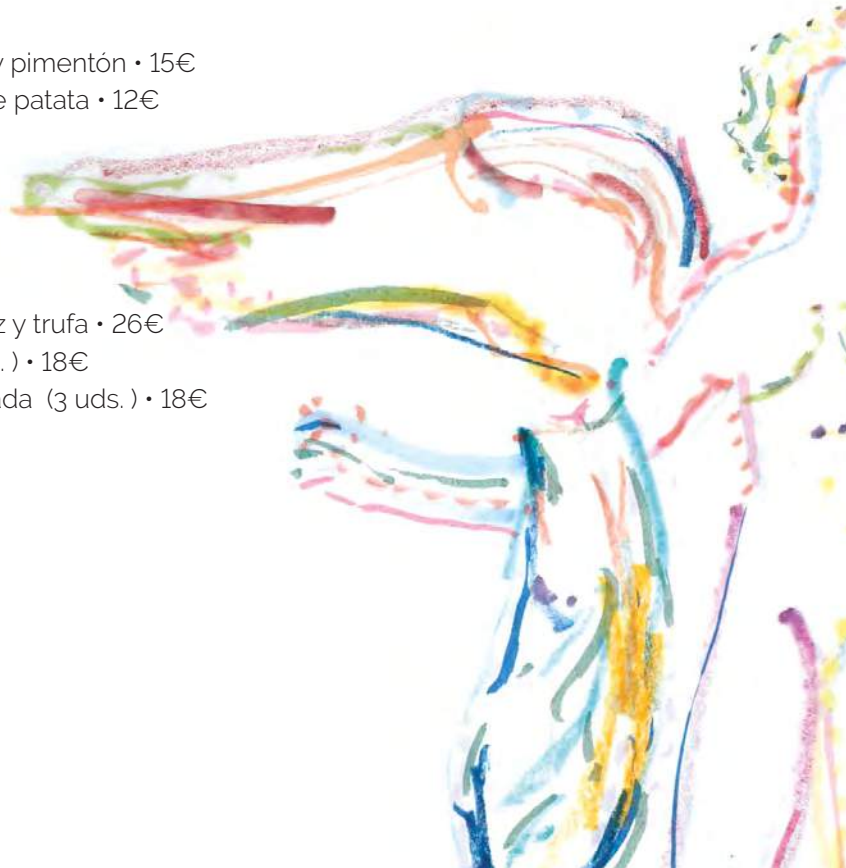 y pimentón • 15€
e patata • 12€
z y trufa • 26€
. ) • 18€
ada (3 uds. ) • 18€